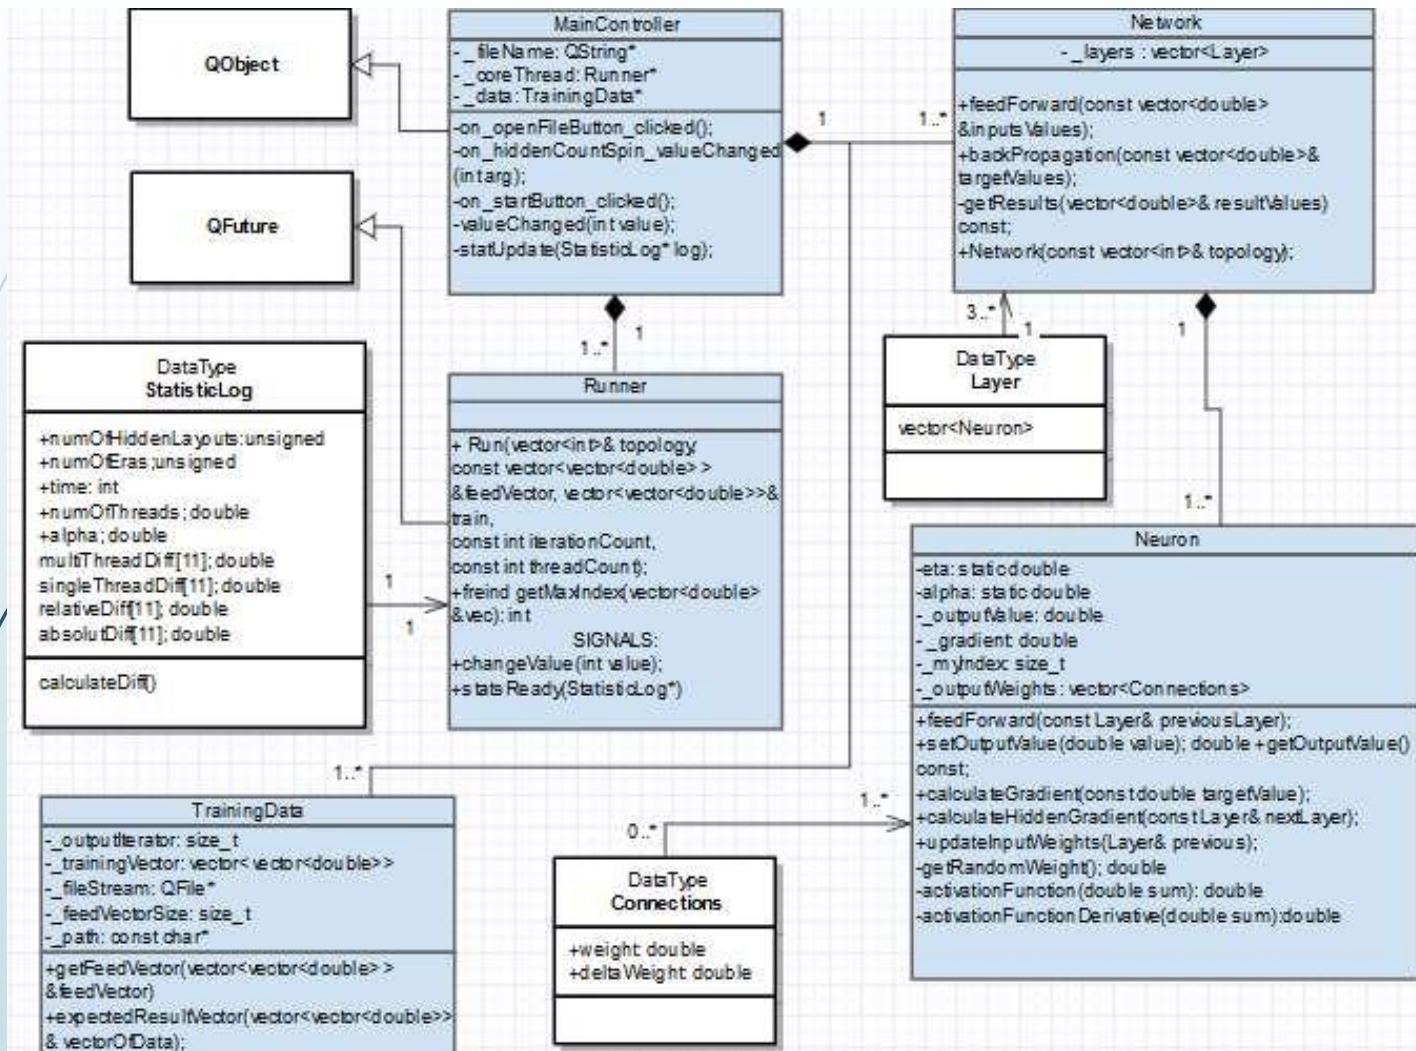 QObject
QFuture
MainController
-_fileName: QString*
-_coreThread: Runner*
-_data: TrainingData*
-on_openFileButton_clicked();
-on_hiddenCountSpin_valueChanged
(int arg);
-on_startButton_clicked();
-valueChanged(int value);
-statUpdate(StatisticLog* log);
1
1..*
Network
-_layers : vector<Layer>
+feedForward(const vector<double>
&inputsValues);
+backPropagation(const vector<double>&
targetValues);
-getResults(vector<double>& resultValues)
const;
+Network(const vector<int>& topology);
1..*
1
3..*
1
1
DataType
StatisticLog
+numOfHiddenLayouts:unsigned
+numOfEras;unsigned
+time: int
+numOfThreads; double
+alpha; double
multiThreadDiff[11]; double
singleThreadDiff[11]; double
relativeDiff[11]; double
absolutDiff[11]; double
calculateDiff()
1
1
Runner
+ Run(vector<int>& topology,
const vector<vector<double> >
&feedVector, vector<vector<double>>&
train,
const int iterationCount,
const int threadCount);
+freind getMaxIndex(vector<double>
&vec): int
SIGNALS:
+changeValue(int value);
+statsReady(StatisticLog*)
DataType
Layer
vector<Neuron>
1..*
Neuron
-eta: static double
-alpha: static double
-_outputValue: double
-_gradient: double
-_myIndex: size_t
-_outputWeights: vector<Connections>
+feedForward(const Layer& previousLayer);
+setOutputValue(double value); double +getOutputValue()
const;
+calculateGradient(const double targetValue);
+calculateHiddenGradient(const Layer& nextLayer);
+updateInputWeights(Layer& previous);
-getRandomWeight(); double
-activationFunction(double sum): double
-activationFunctionDerivative(double sum):double
1..*
TrainingData
-_outputIterator: size_t
-_trainingVector: vector< vector<double>>
-_fileStream: QFile*
-_feedVectorSize: size_t
-_path: const char*
+getFeedVector(vector<vector<double> >
&feedVector)
+expectedResultVector(vector<vector<double>>
& vectorOfData);
0..*
1..*
DataType
Connections
+weight: double
+deltaWeight: double